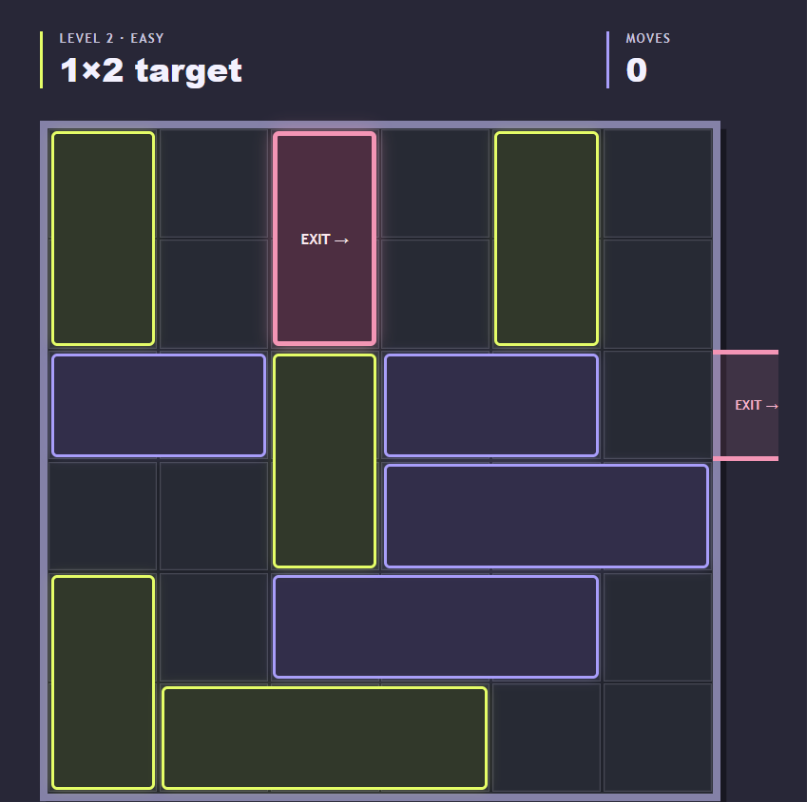 LEVEL 2 · EASY
1×2 target
MOVES
0
EXIT →
EXIT →